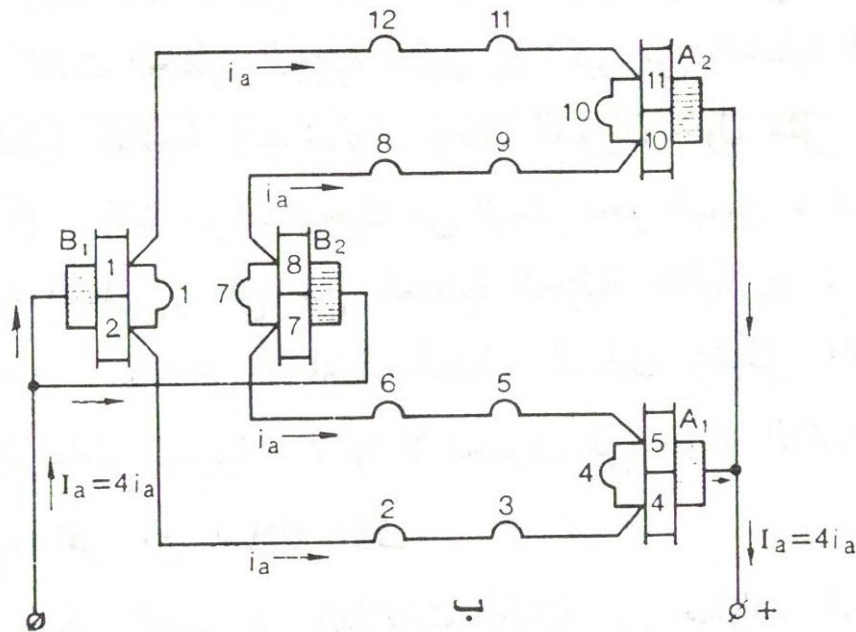 12 11
i_a
11 A₂
10
10
8 9
i_a
B₁ B₂
1 8
1 7
2 7
6 5
i_a
5 A₁
4
4
I_a=4i_a
2 3
i_a
I_a=4i_a
ب
+